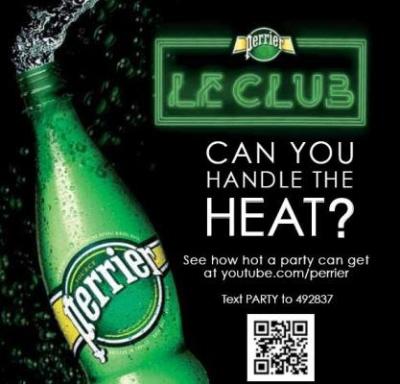 perrier
LE CLUB
CAN YOU
HANDLE THE
HEAT?
See how hot a party can get
at youtube.com/perrier
Text PARTY to 492837
perrier